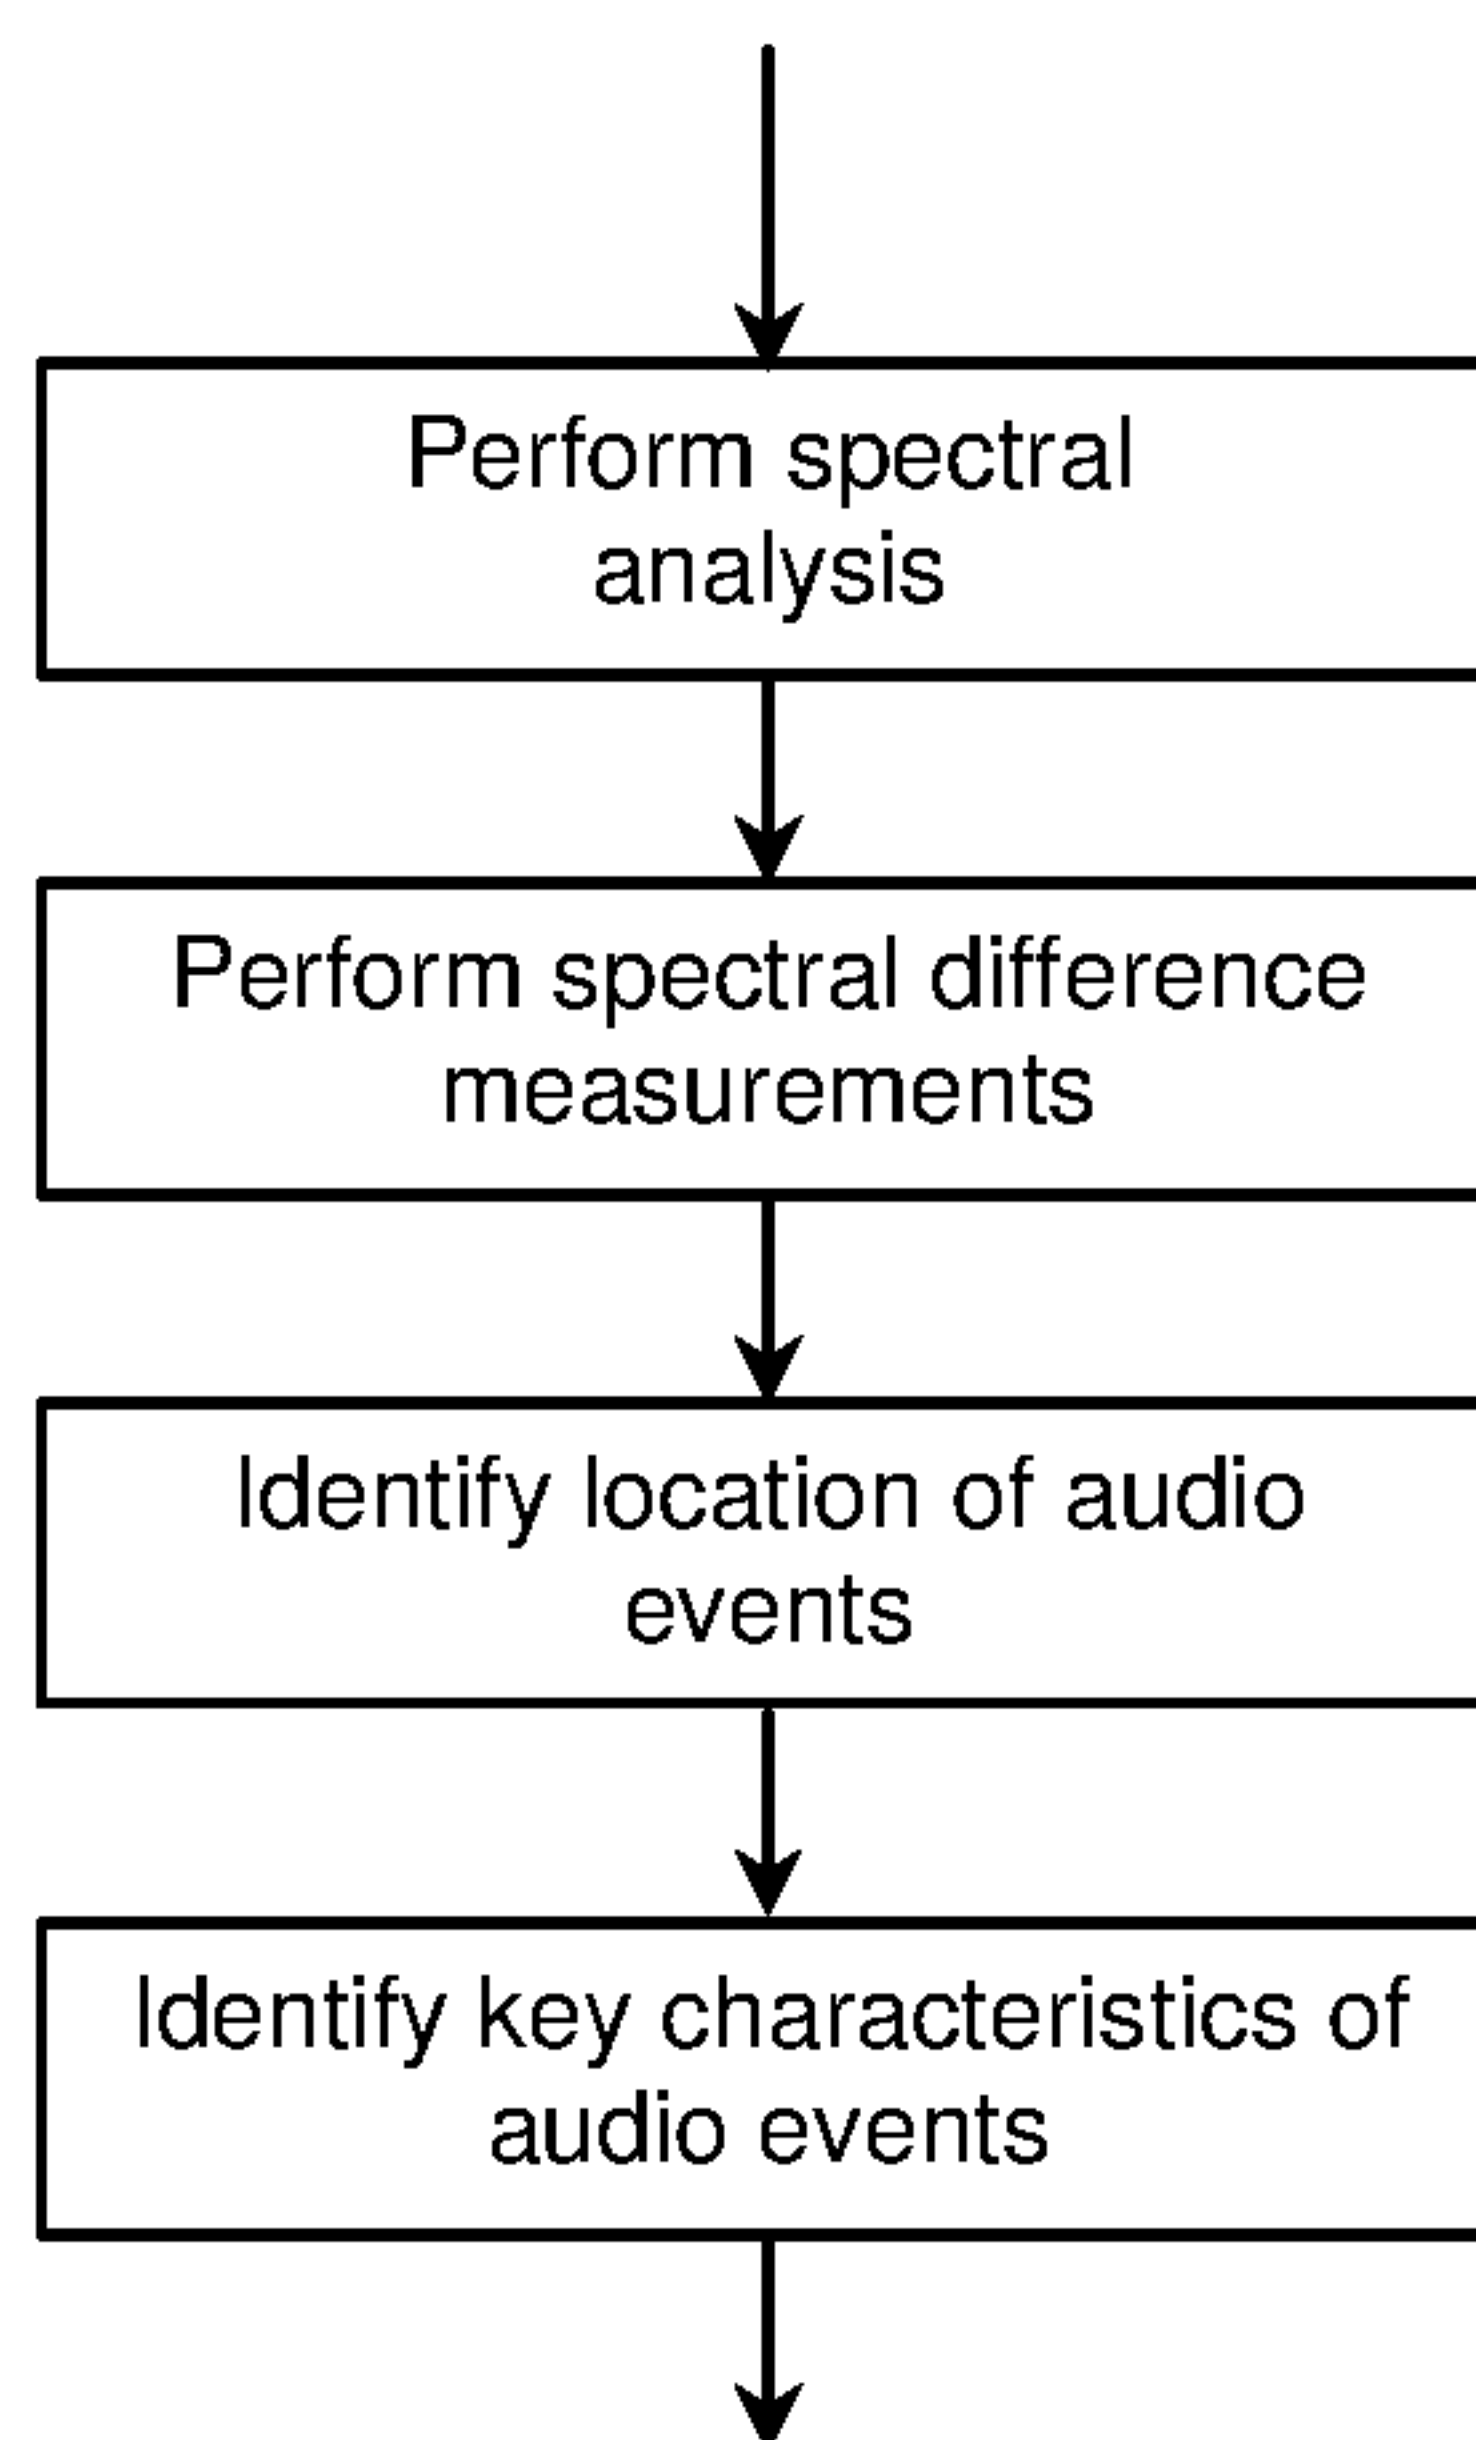 Perform spectral
analysis
Perform spectral difference
measurements
Identify location of audio
events
Identify key characteristics of
audio events